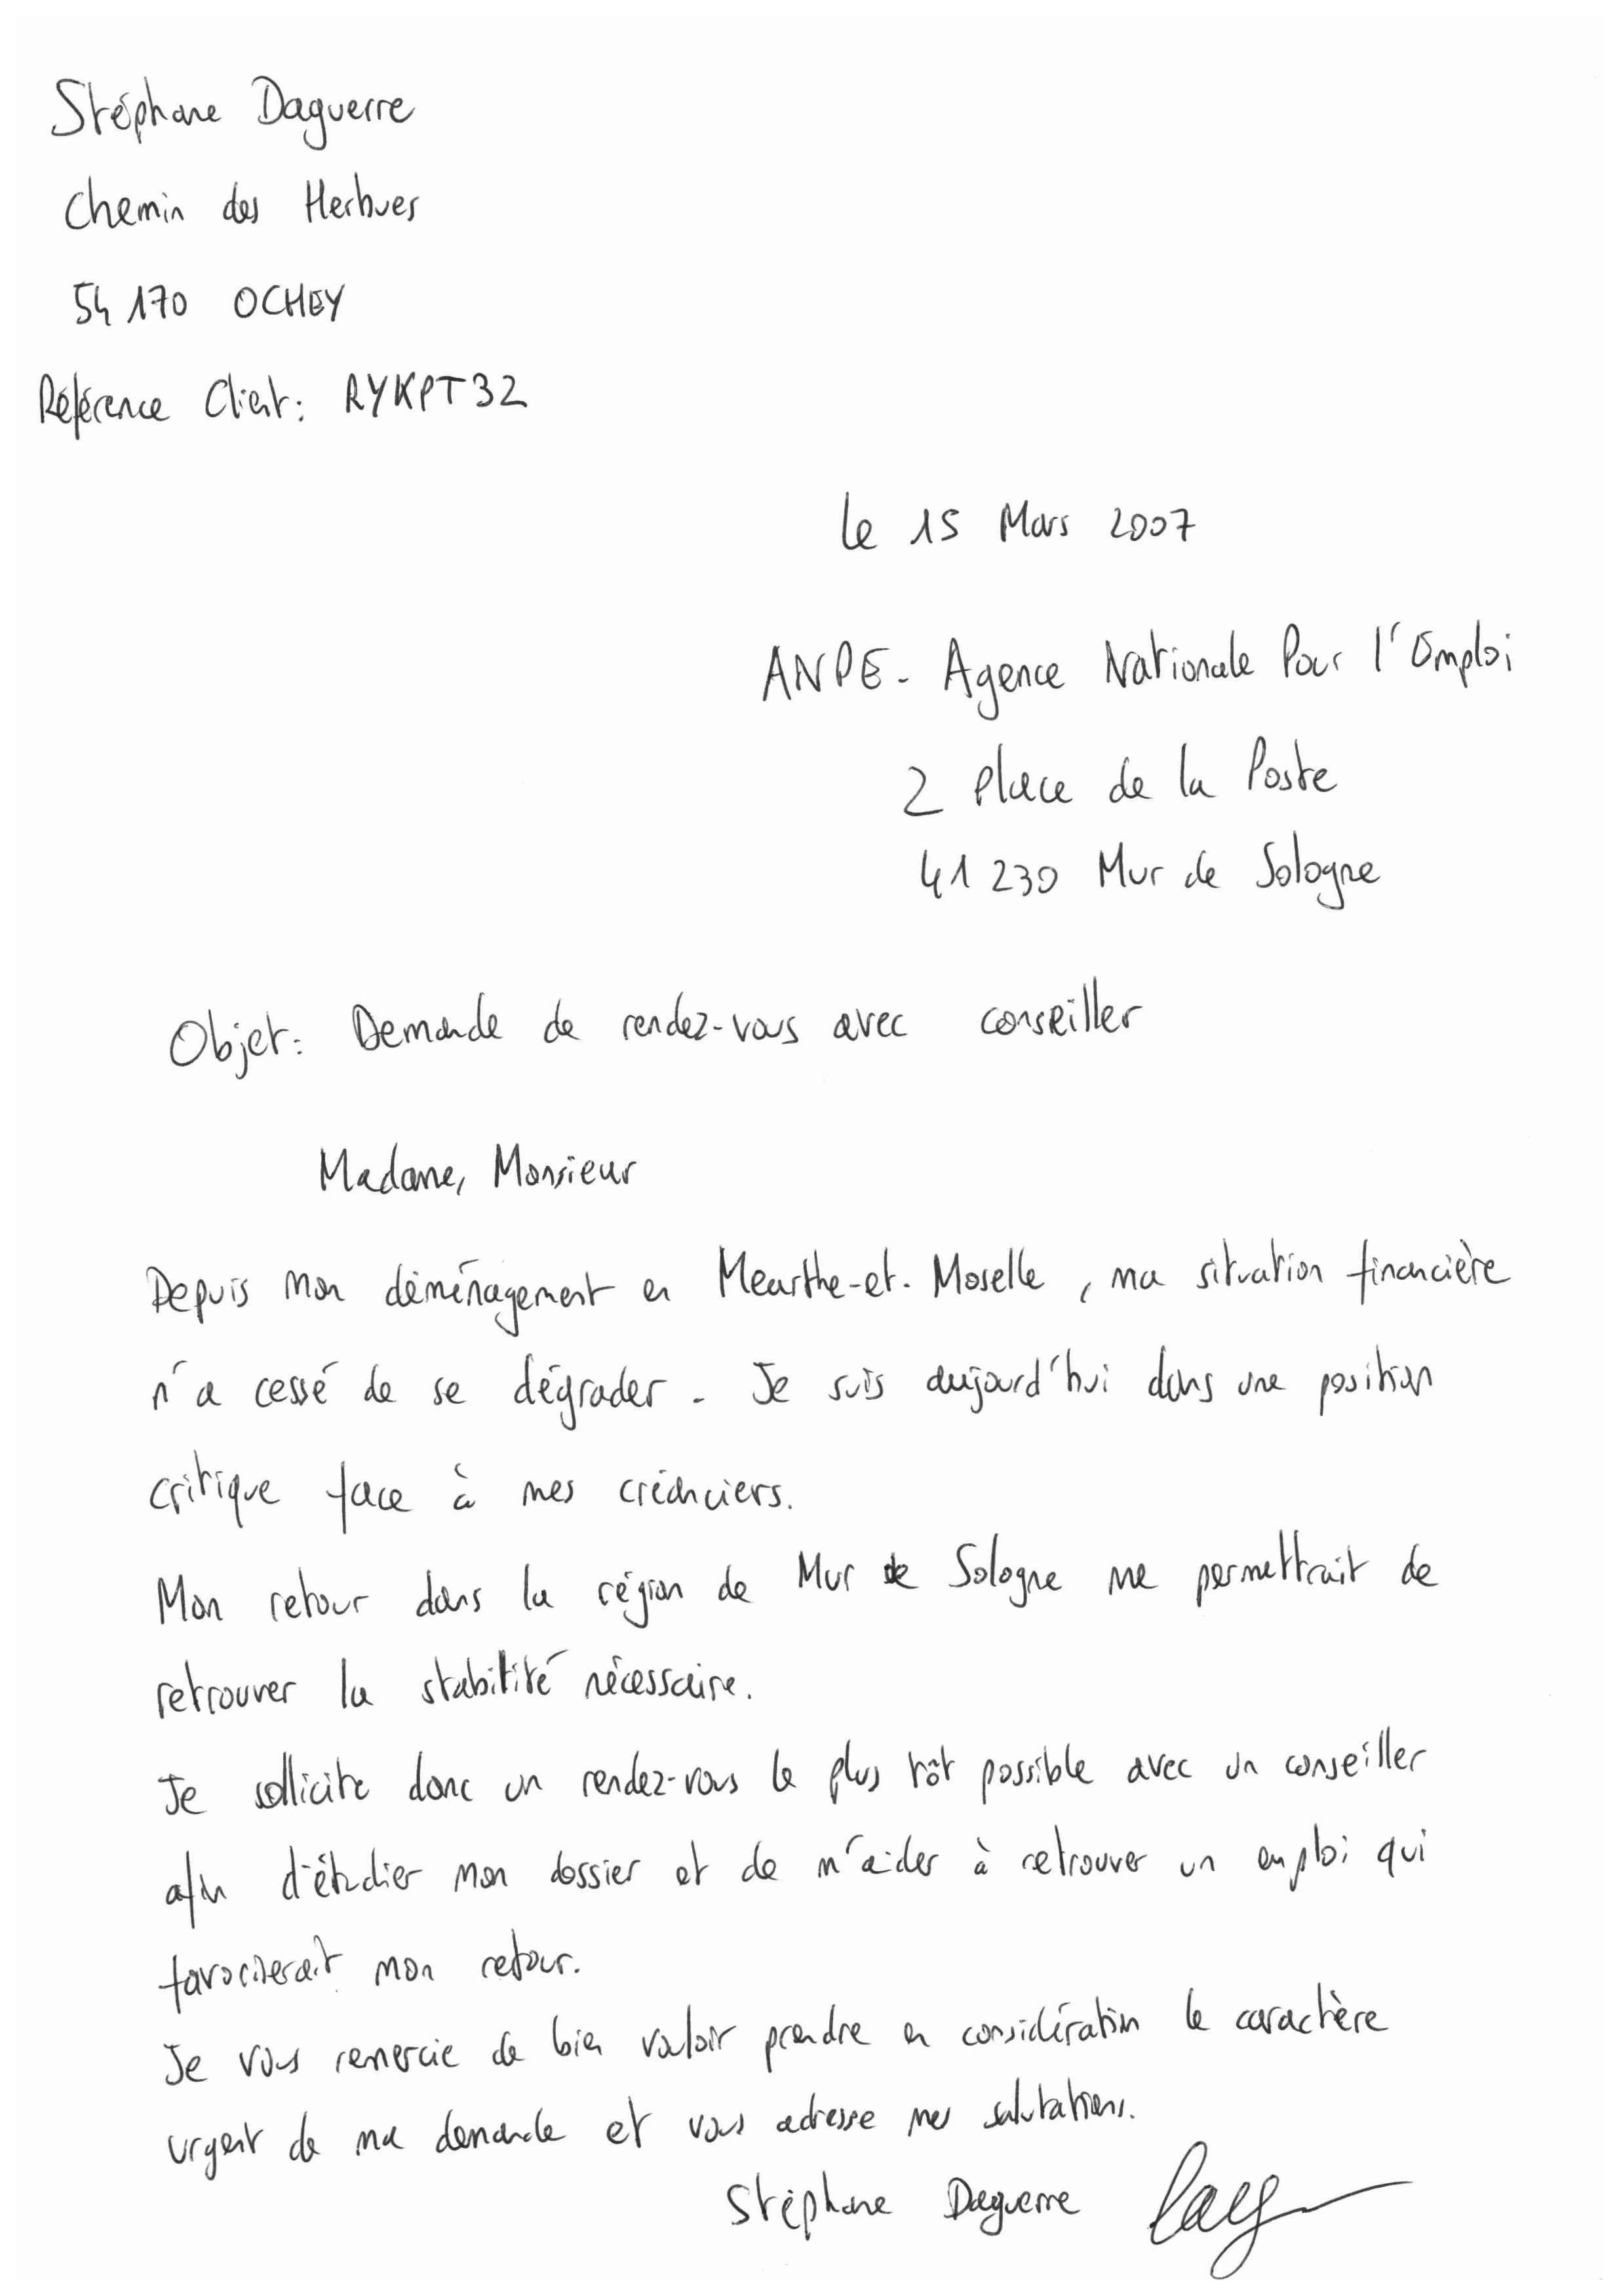 Stéphane Daguerre
Chemin des Herbues
54 170 OCHEY
Référence Client: RYKPT32
le 15 Mars 2007
ANPE - Agence Nationale Pour l'Emploi
2 Place de la Poste
41 230 Mur de Sologne
Objet: Demande de rendez-vous avec conseiller
Madame, Monsieur
Depuis mon déménagement en Meurthe-et-Moselle, ma situation financière
n'a cessé de se dégrader. Je suis aujourd'hui dans une position
critique face à mes créanciers.
Mon retour dans la région de Mur de Sologne me permettrait de
retrouver la stabilité nécessaire.
Je sollicite donc un rendez-vous le plus tôt possible avec un conseiller
afin d'étudier mon dossier et de m'aider à retrouver un emploi qui
favoriserait mon retour.
Je vous remercie de bien vouloir prendre en considération le caractère
urgent de ma demande et vous adresse mes salutations.
Stéphane Daguerre